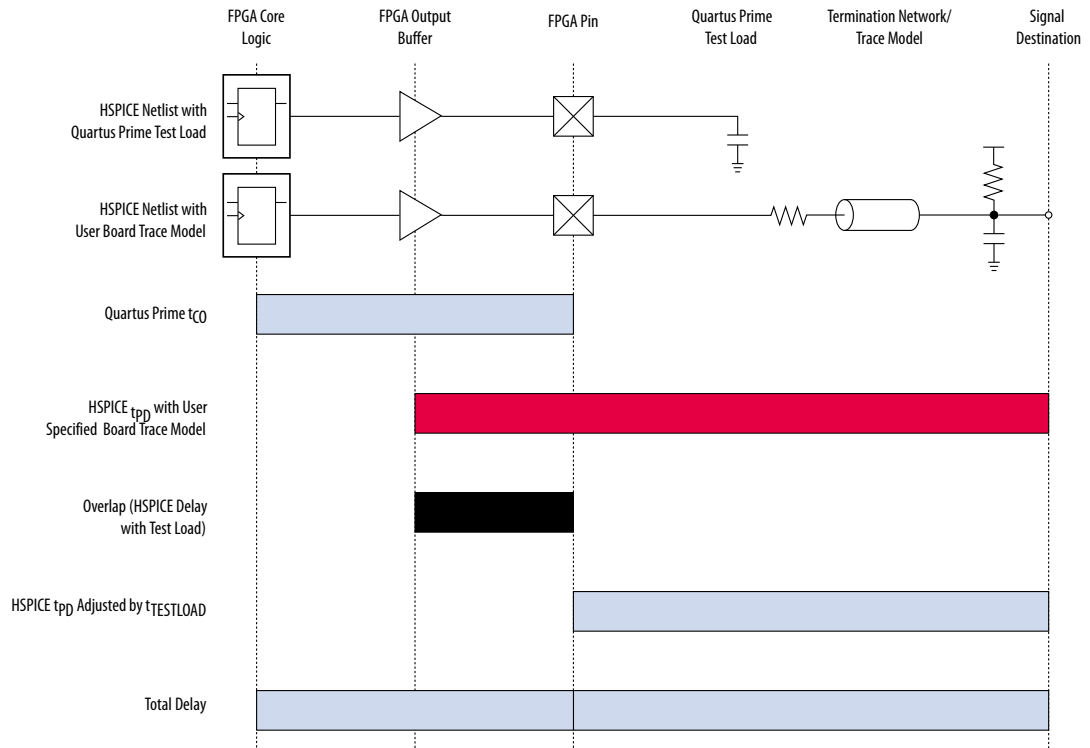 FPGA Core
Logic
FPGA Output
Buffer
FPGA Pin
Quartus Prime
Test Load
Termination Network/
Trace Model
Signal
Destination
HSPICE Netlist with
Quartus Prime Test Load
HSPICE Netlist with
User Board Trace Model
Quartus Prime tCO
HSPICE tPD with User
Specified Board Trace Model
Overlap (HSPICE Delay
with Test Load)
HSPICE tPD Adjusted by tTESTLOAD
Total Delay